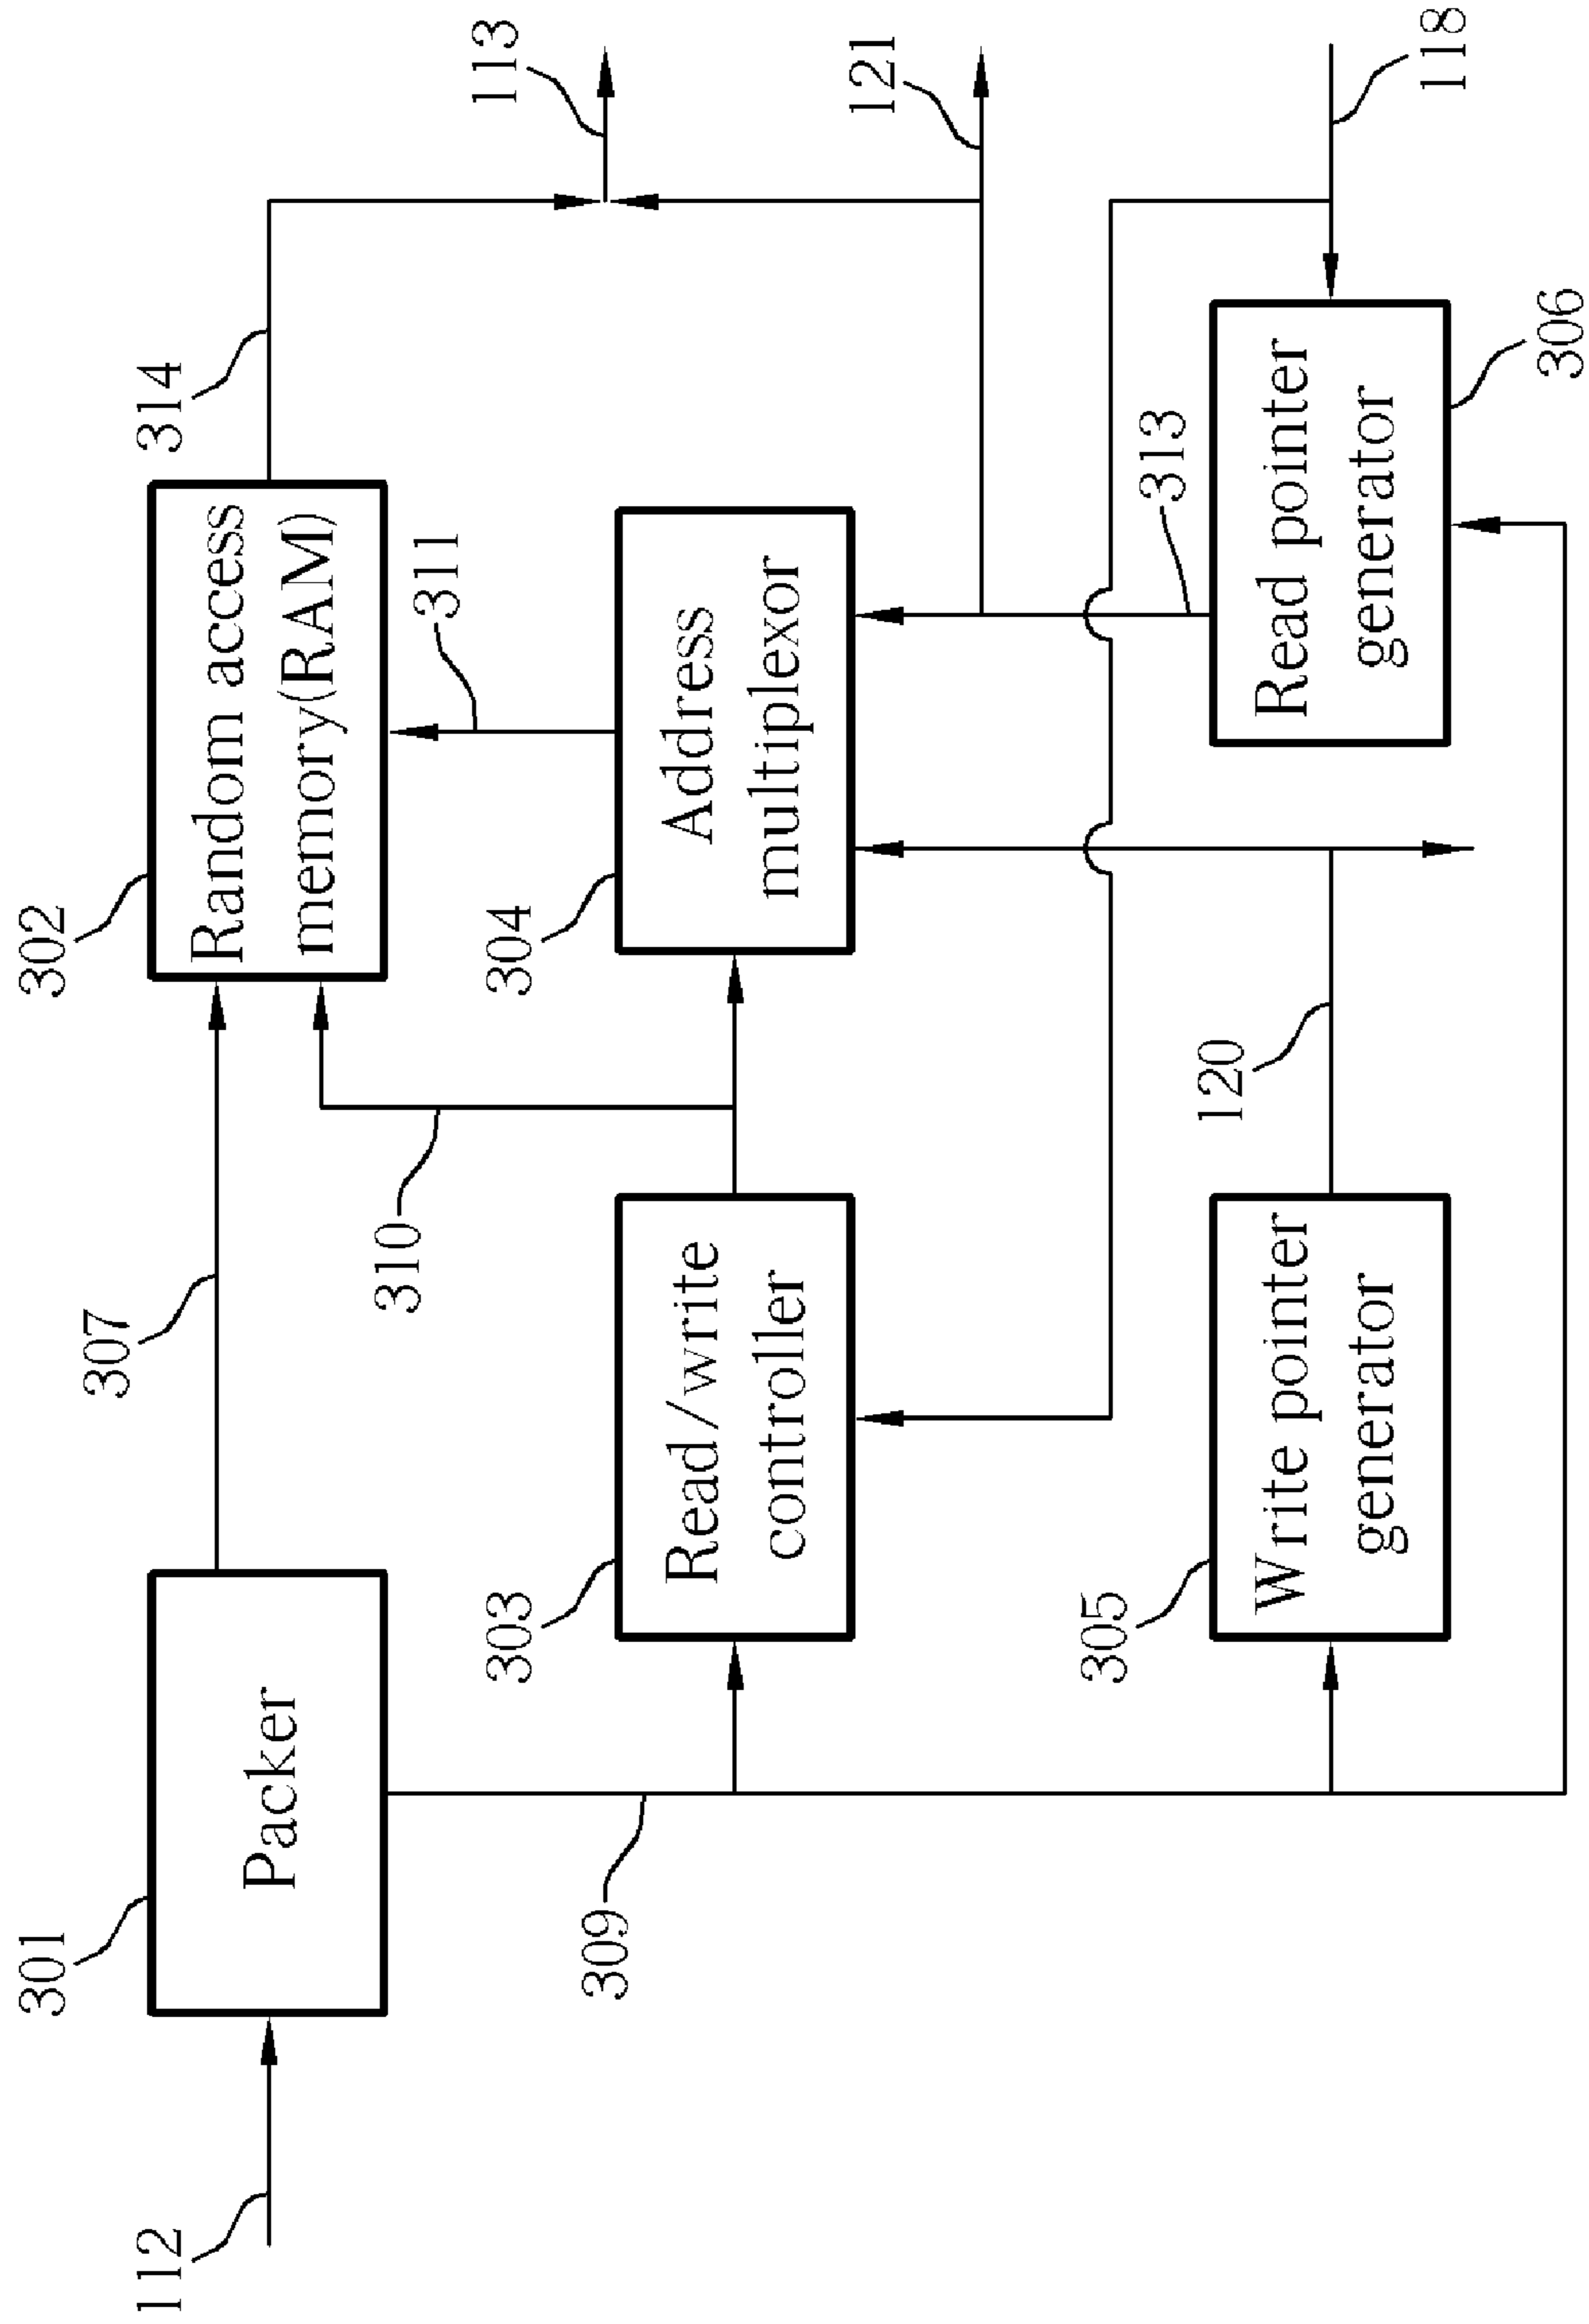 112
301
Packer
307
302
Random access
memory(RAM)
314
113
309
310
303
Read/write
controller
304
Address
multiplexor
311
121
305
Write pointer
generator
120
313
Read pointer
generator
306
118